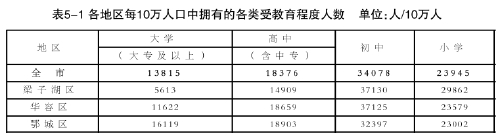 表5-1 各地区每10万人口中拥有的各类受教育程度人数 单位:人/10万人
地区 大学 高中 初中 小学
(大专及以上) (含中专)
全市 13815 18376 34078 23945
梁子湖区 5613 14909 37130 29862
华容区 11622 18659 37125 23579
鄂城区 16119 18903 32397 23002